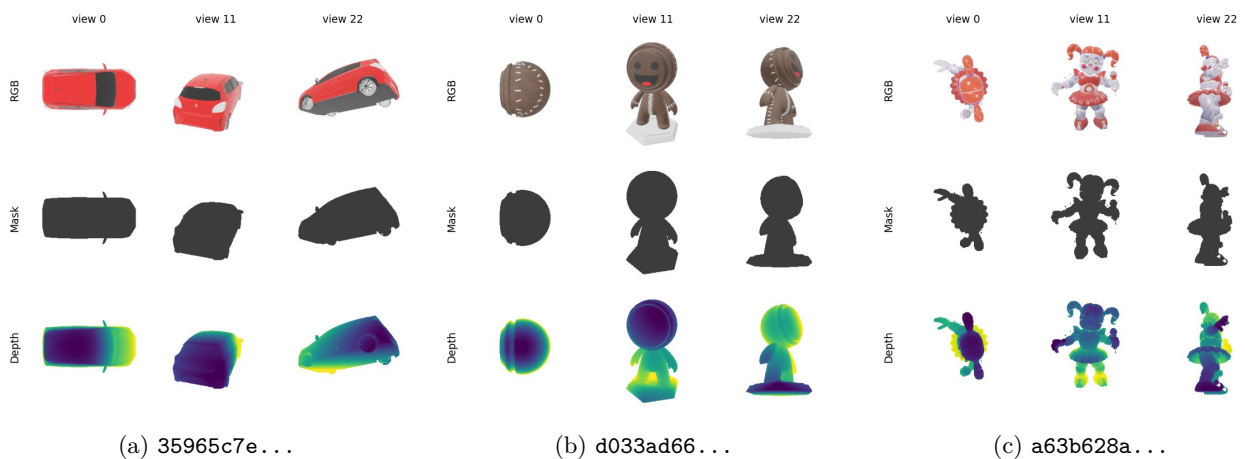 view 0 view 11 view 22 view 0 view 11 view 22 view 0 view 11 view 22
RGB RGB RGB
Mask Mask Mask
Depth Depth Depth
(a) 35965c7e... (b) d033ad66... (c) a63b628a...